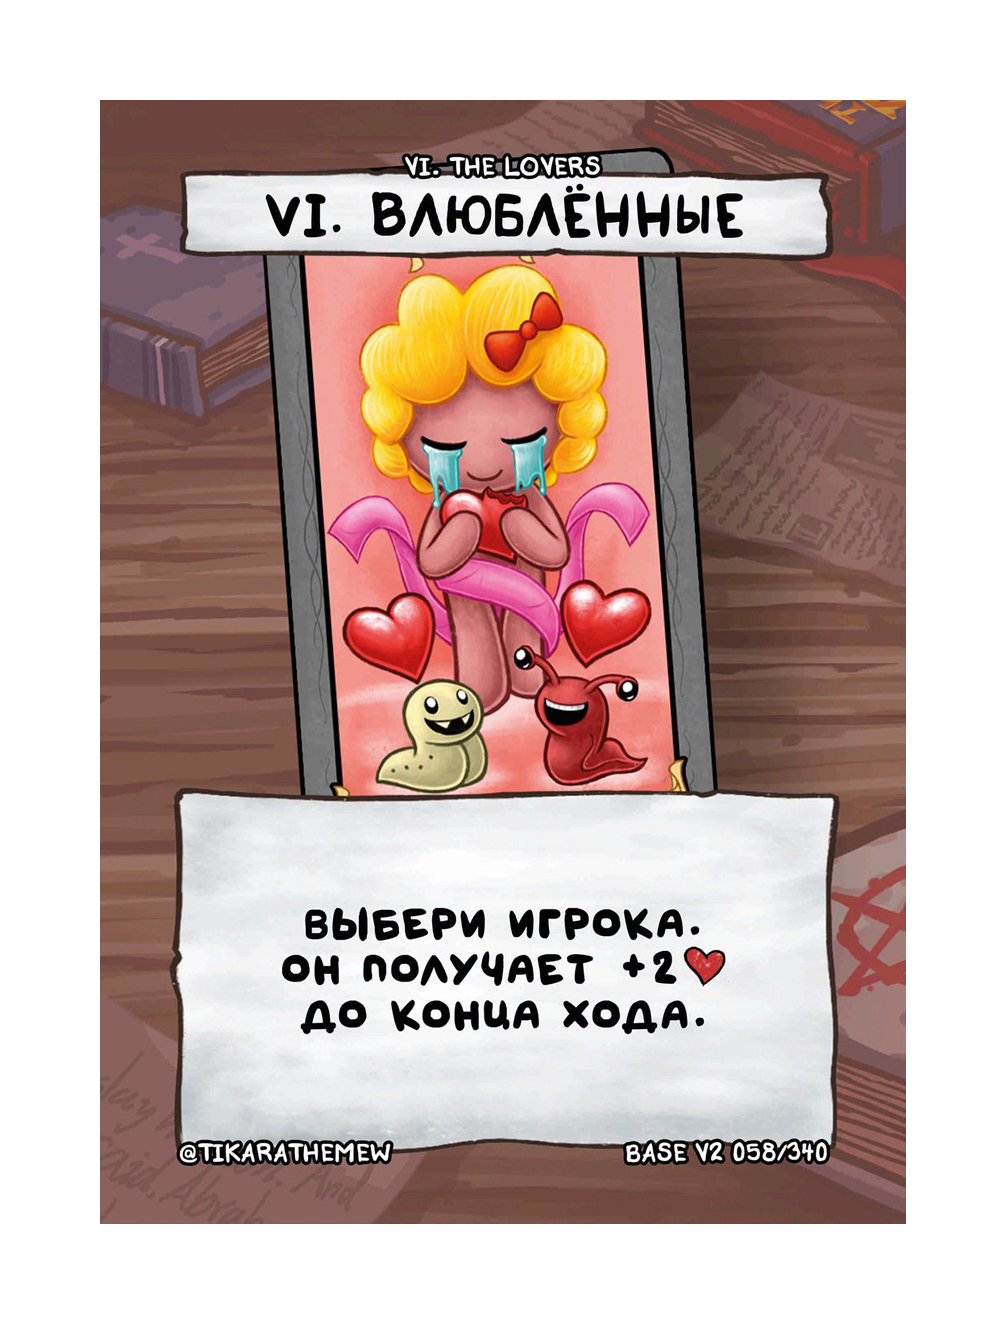 VI. THE LOVERS
VI. ВЛЮБЛЁННЫЕ
ВЫБЕРИ ИГРОКА.
ОН ПОЛУЧАЕТ +2❤
ДО КОНЦА ХОДА.
@TIKARATHEMEW
BASE V2 058/340